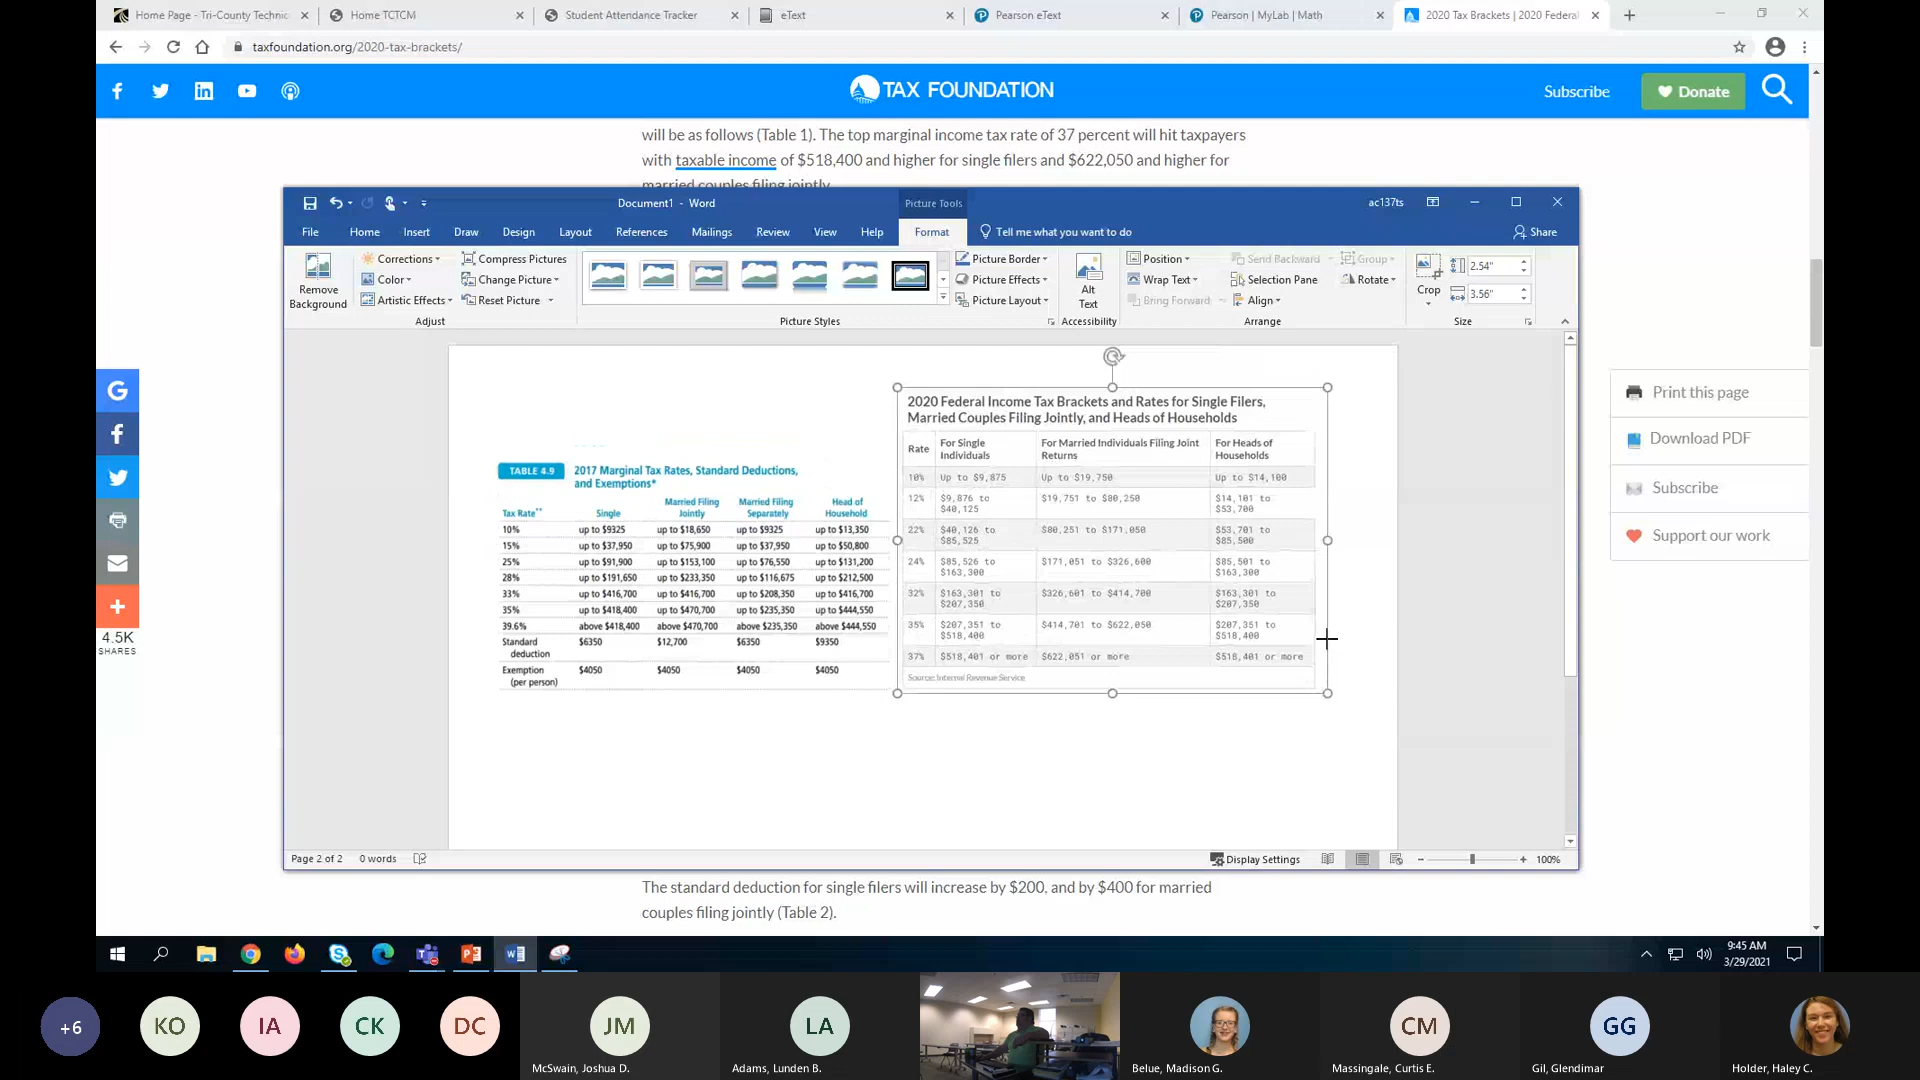 Home Page - Tri-County Technic
Home TCTCM
Student Attendance Tracker
eText
Pearson eText
Pearson | MyLab | Math
2020 Tax Brackets | 2020 Federal
taxfoundation.org/2020-tax-brackets/
TAX FOUNDATION
Subscribe
Donate
will be as follows (Table 1). The top marginal income tax rate of 37 percent will hit taxpayers
with taxable income of $518,400 and higher for single filers and $622,050 and higher for
married couples filing jointly.
Document1 - Word
Picture Tools
ac137ts
File Home Insert Draw Design Layout References Mailings Review View Help Format Tell me what you want to do Share
Remove
Background
Corrections
Color
Artistic Effects
Compress Pictures
Change Picture
Reset Picture
Adjust
Picture Styles
Picture Border
Picture Effects
Picture Layout
Alt
Text
Accessibility
Position
Wrap Text
Bring Forward
Send Backward
Selection Pane
Align
Group
Rotate
Arrange
Crop
2.54"
3.56"
Size
TABLE 4.9 2017 Marginal Tax Rates, Standard Deductions,
and Exemptions*
Tax Rate** Single Married Filing Jointly Married Filing Separately Head of Household
10% up to $9325 up to $18,650 up to $9325 up to $13,350
15% up to $37,950 up to $75,900 up to $37,950 up to $50,800
25% up to $91,900 up to $153,100 up to $76,550 up to $131,200
28% up to $191,650 up to $233,350 up to $116,675 up to $212,500
33% up to $416,700 up to $416,700 up to $208,350 up to $416,700
35% up to $418,400 up to $470,700 up to $235,350 up to $444,550
39.6% above $418,400 above $470,700 above $235,350 above $444,550
Standard deduction $6350 $12,700 $6350 $9350
Exemption (per person) $4050 $4050 $4050 $4050
2020 Federal Income Tax Brackets and Rates for Single Filers,
Married Couples Filing Jointly, and Heads of Households
Rate For Single Individuals For Married Individuals Filing Joint Returns For Heads of Households
10% Up to $9,875 Up to $19,750 Up to $14,100
12% $9,876 to $40,125 $19,751 to $80,250 $14,101 to $53,700
22% $40,126 to $85,525 $80,251 to $171,050 $53,701 to $85,500
24% $85,526 to $163,300 $171,051 to $326,600 $85,501 to $163,300
32% $163,301 to $207,350 $326,601 to $414,700 $163,301 to $207,350
35% $207,351 to $518,400 $414,701 to $622,050 $207,351 to $518,400
37% $518,401 or more $622,051 or more $518,401 or more
Source: Internal Revenue Service
Page 2 of 2
0 words
Display Settings
100%
4.5K
SHARES
Print this page
Download PDF
Subscribe
Support our work
The standard deduction for single filers will increase by $200, and by $400 for married
couples filing jointly (Table 2).
9:45 AM
3/29/2021
+6
KO
IA
CK
DC
JM
McSwain, Joshua D.
LA
Adams, Lunden B.
Belue, Madison G.
CM
Massingale, Curtis E.
GG
Gil, Glendimar
Holder, Haley C.